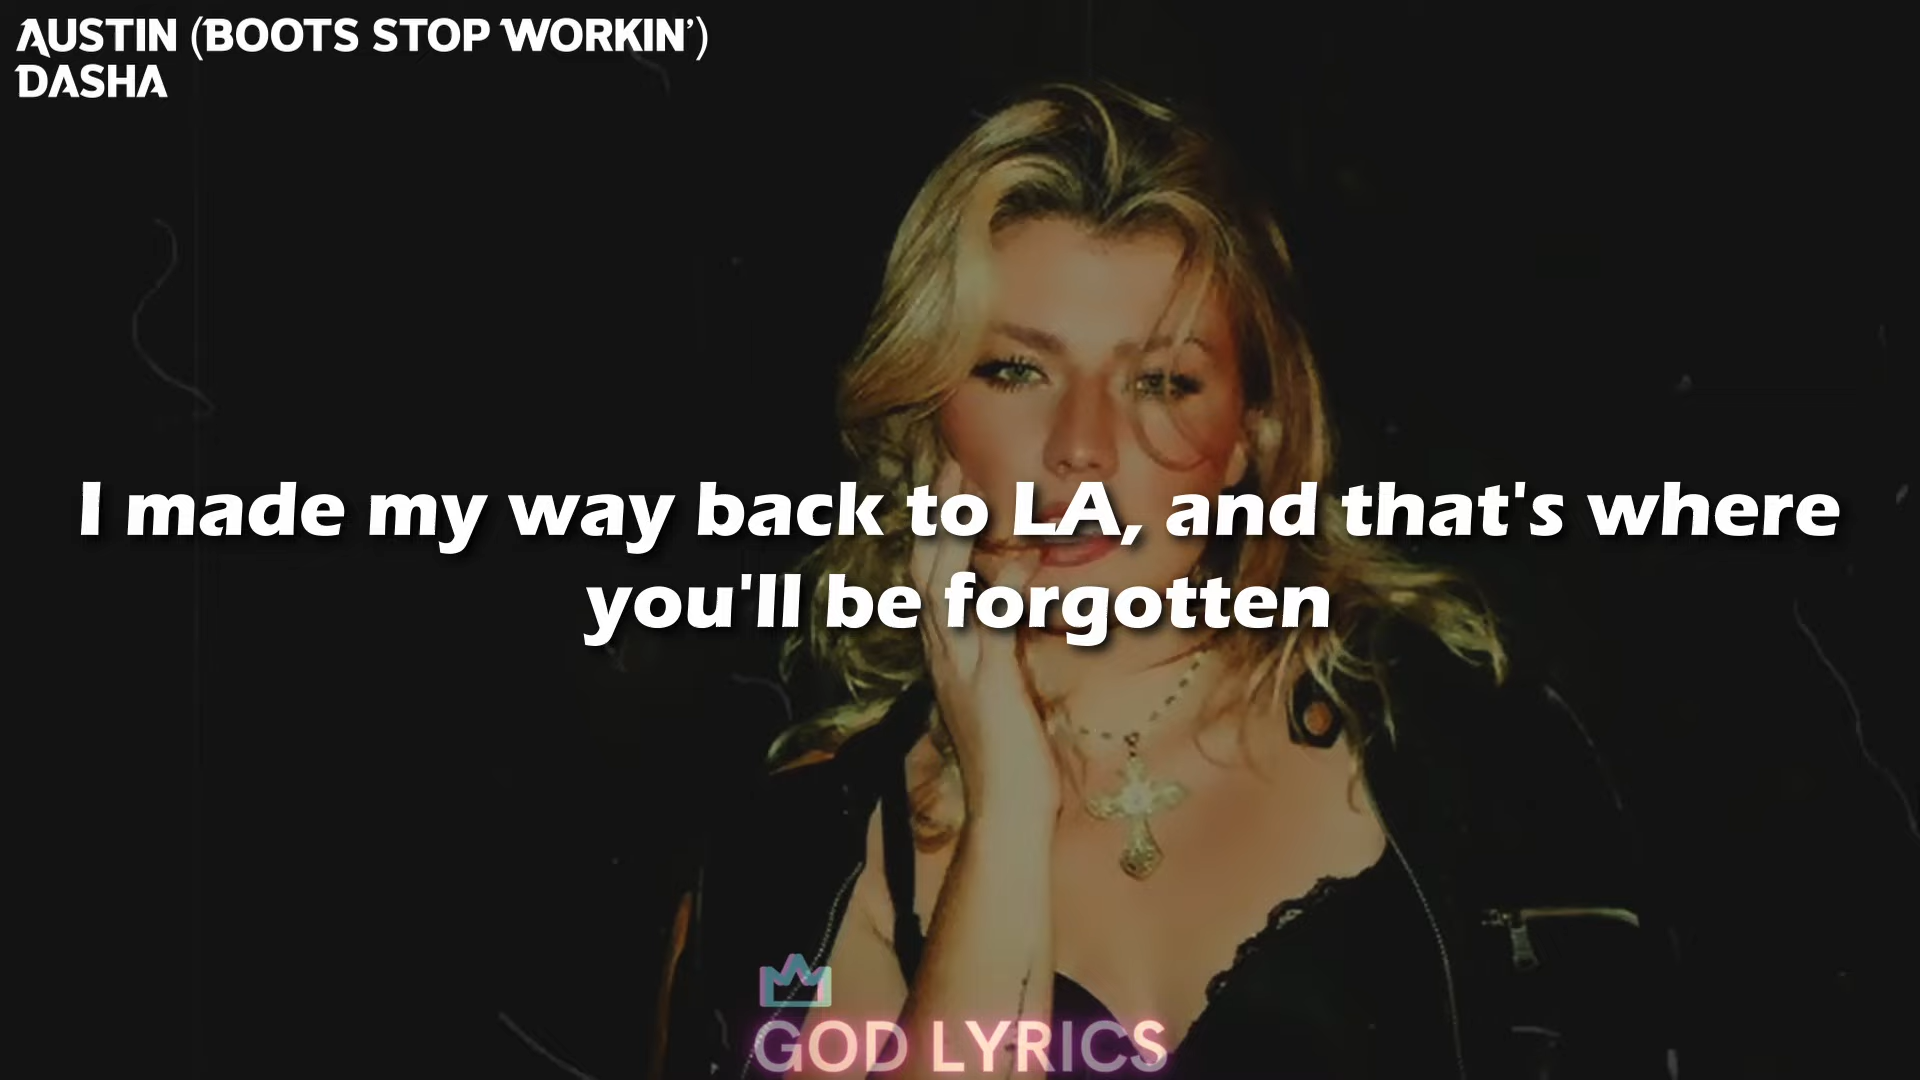 AUSTIN (BOOTS STOP WORKIN')
DASHA
I made my way back to LA, and that's where
you'll be forgotten
GOD LYRICS